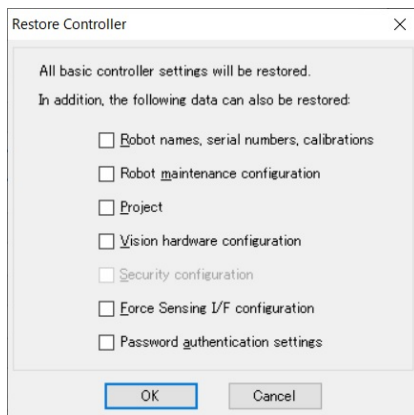 Restore Controller
All basic controller settings will be restored.
In addition, the following data can also be restored:
Robot names, serial numbers, calibrations
Robot maintenance configuration
Project
Vision hardware configuration
Security configuration
Force Sensing I/F configuration
Password authentication settings
OK Cancel